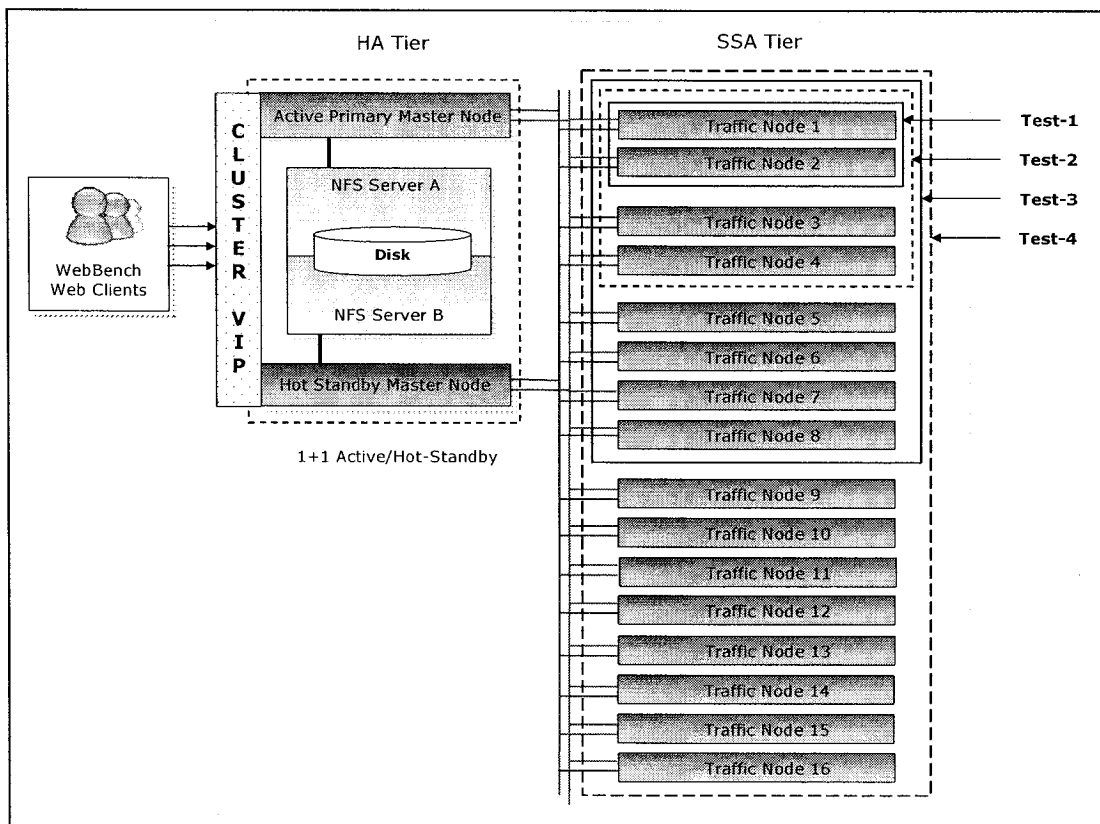 HA Tier
SSA Tier
CLUSTER VIP
Active Primary Master Node
NFS Server A
Disk
NFS Server B
Hot Standby Master Node
1+1 Active/Hot-Standby
WebBench
Web Clients
Traffic Node 1
Traffic Node 2
Traffic Node 3
Traffic Node 4
Traffic Node 5
Traffic Node 6
Traffic Node 7
Traffic Node 8
Traffic Node 9
Traffic Node 10
Traffic Node 11
Traffic Node 12
Traffic Node 13
Traffic Node 14
Traffic Node 15
Traffic Node 16
Test-1
Test-2
Test-3
Test-4